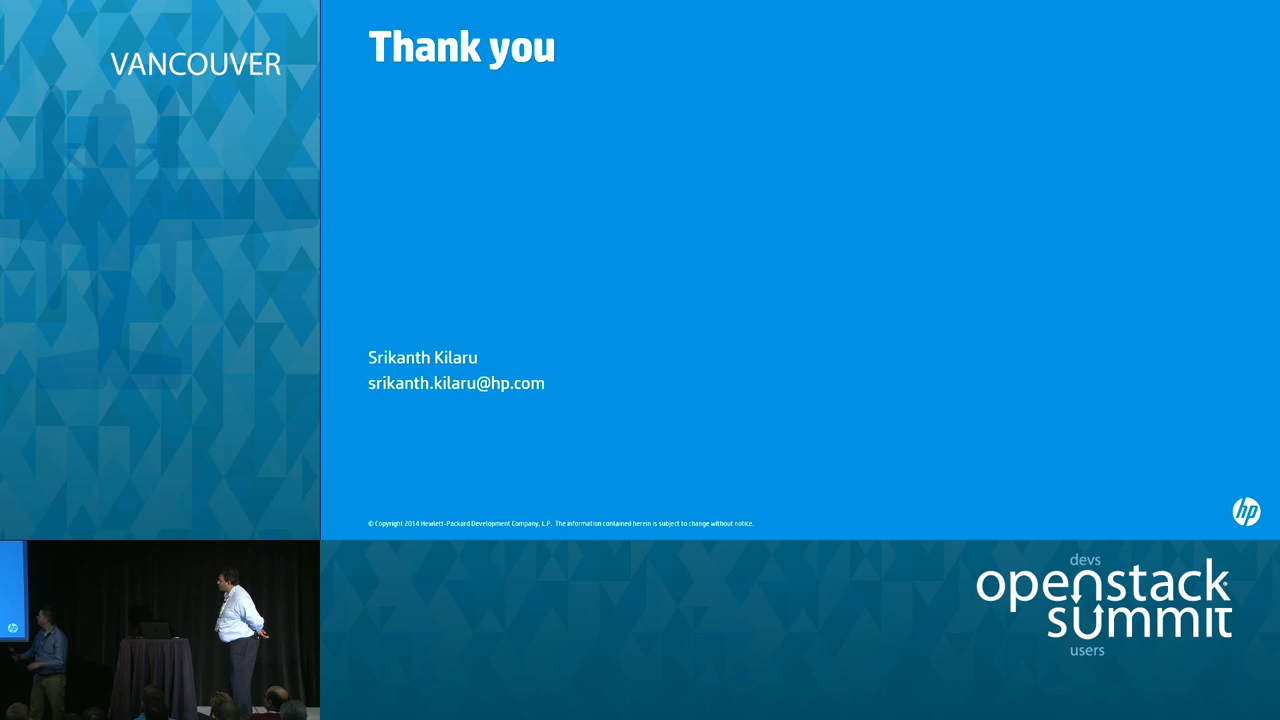 VANCOUVER
Thank you
Srikanth Kilaru
srikanth.kilaru@hp.com
© Copyright 2014 Hewlett-Packard Development Company, L.P. The information contained herein is subject to change without notice.
hp
hp
devs
openstack
summit
users